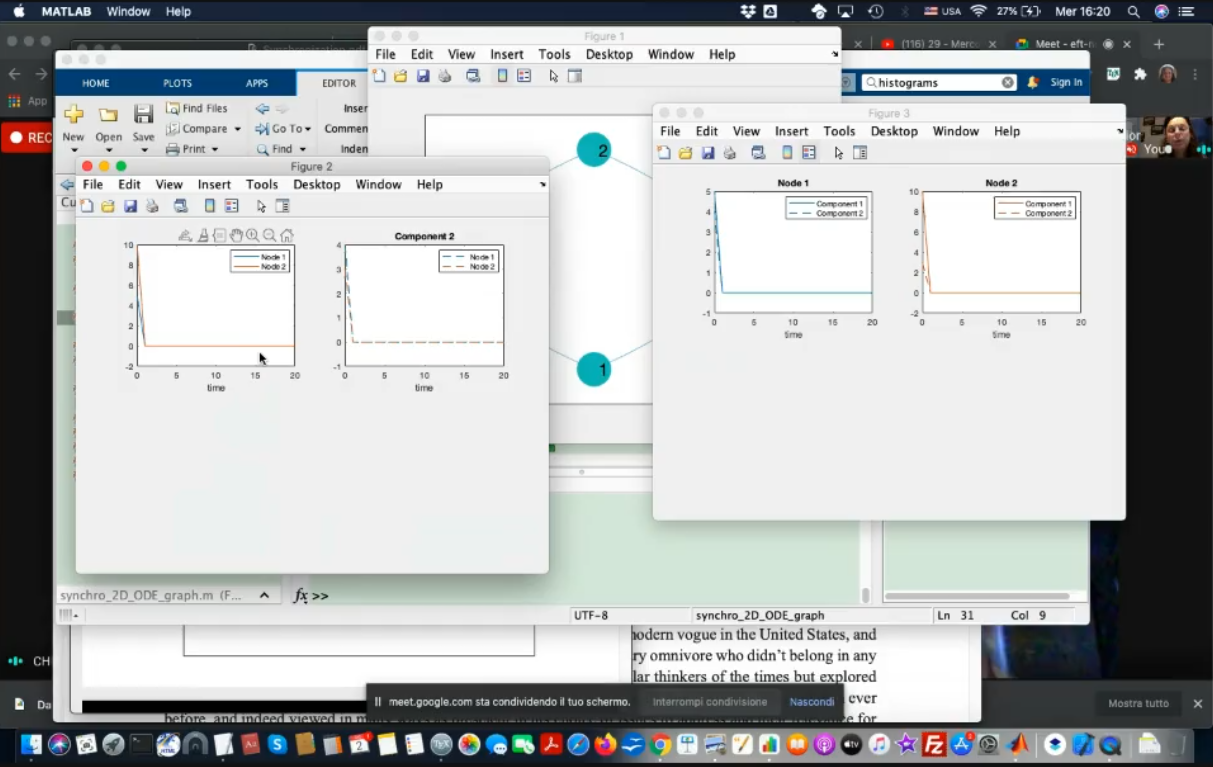 MATLAB Window Help
USA 27% Mer 16:20
Figure 1
File Edit View Insert Tools Desktop Window Help
(116) 29 - Merc
Meet - eft-n
App
REC
HOME PLOTS APPS EDITOR
histograms
Sign In
New Open Save
Find Files
Compare
Print
Go To
Find
Inser
Commen
Inden
2
1
You
Figure 2
File Edit View Insert Tools Desktop Window Help
Node 1
Node 2
10
8
6
4
2
0
-2
0 5 10 15 20
time
Component 2
Node 1
Node 2
4
3
2
1
0
-1
0 5 10 15 20
time
Figure 3
File Edit View Insert Tools Desktop Window Help
Node 1
Component 1
Component 2
5
4
3
2
1
0
-1
0 5 10 15 20
time
Node 2
Component 1
Component 2
10
8
6
4
2
0
-2
0 5 10 15 20
time
Cu
synchro_2D_ODE_graph.m (F...
fx >>
UTF-8 synchro_2D_ODE_graph Ln 31 Col 9
modern vogue in the United States, and
ry omnivore who didn't belong in any
lar thinkers of the times but explored
ever
before, and indeed viewed in
CH
Da
meet.google.com sta condividendo il tuo schermo. Interrompi condivisione Nascondi
Mostra tutto